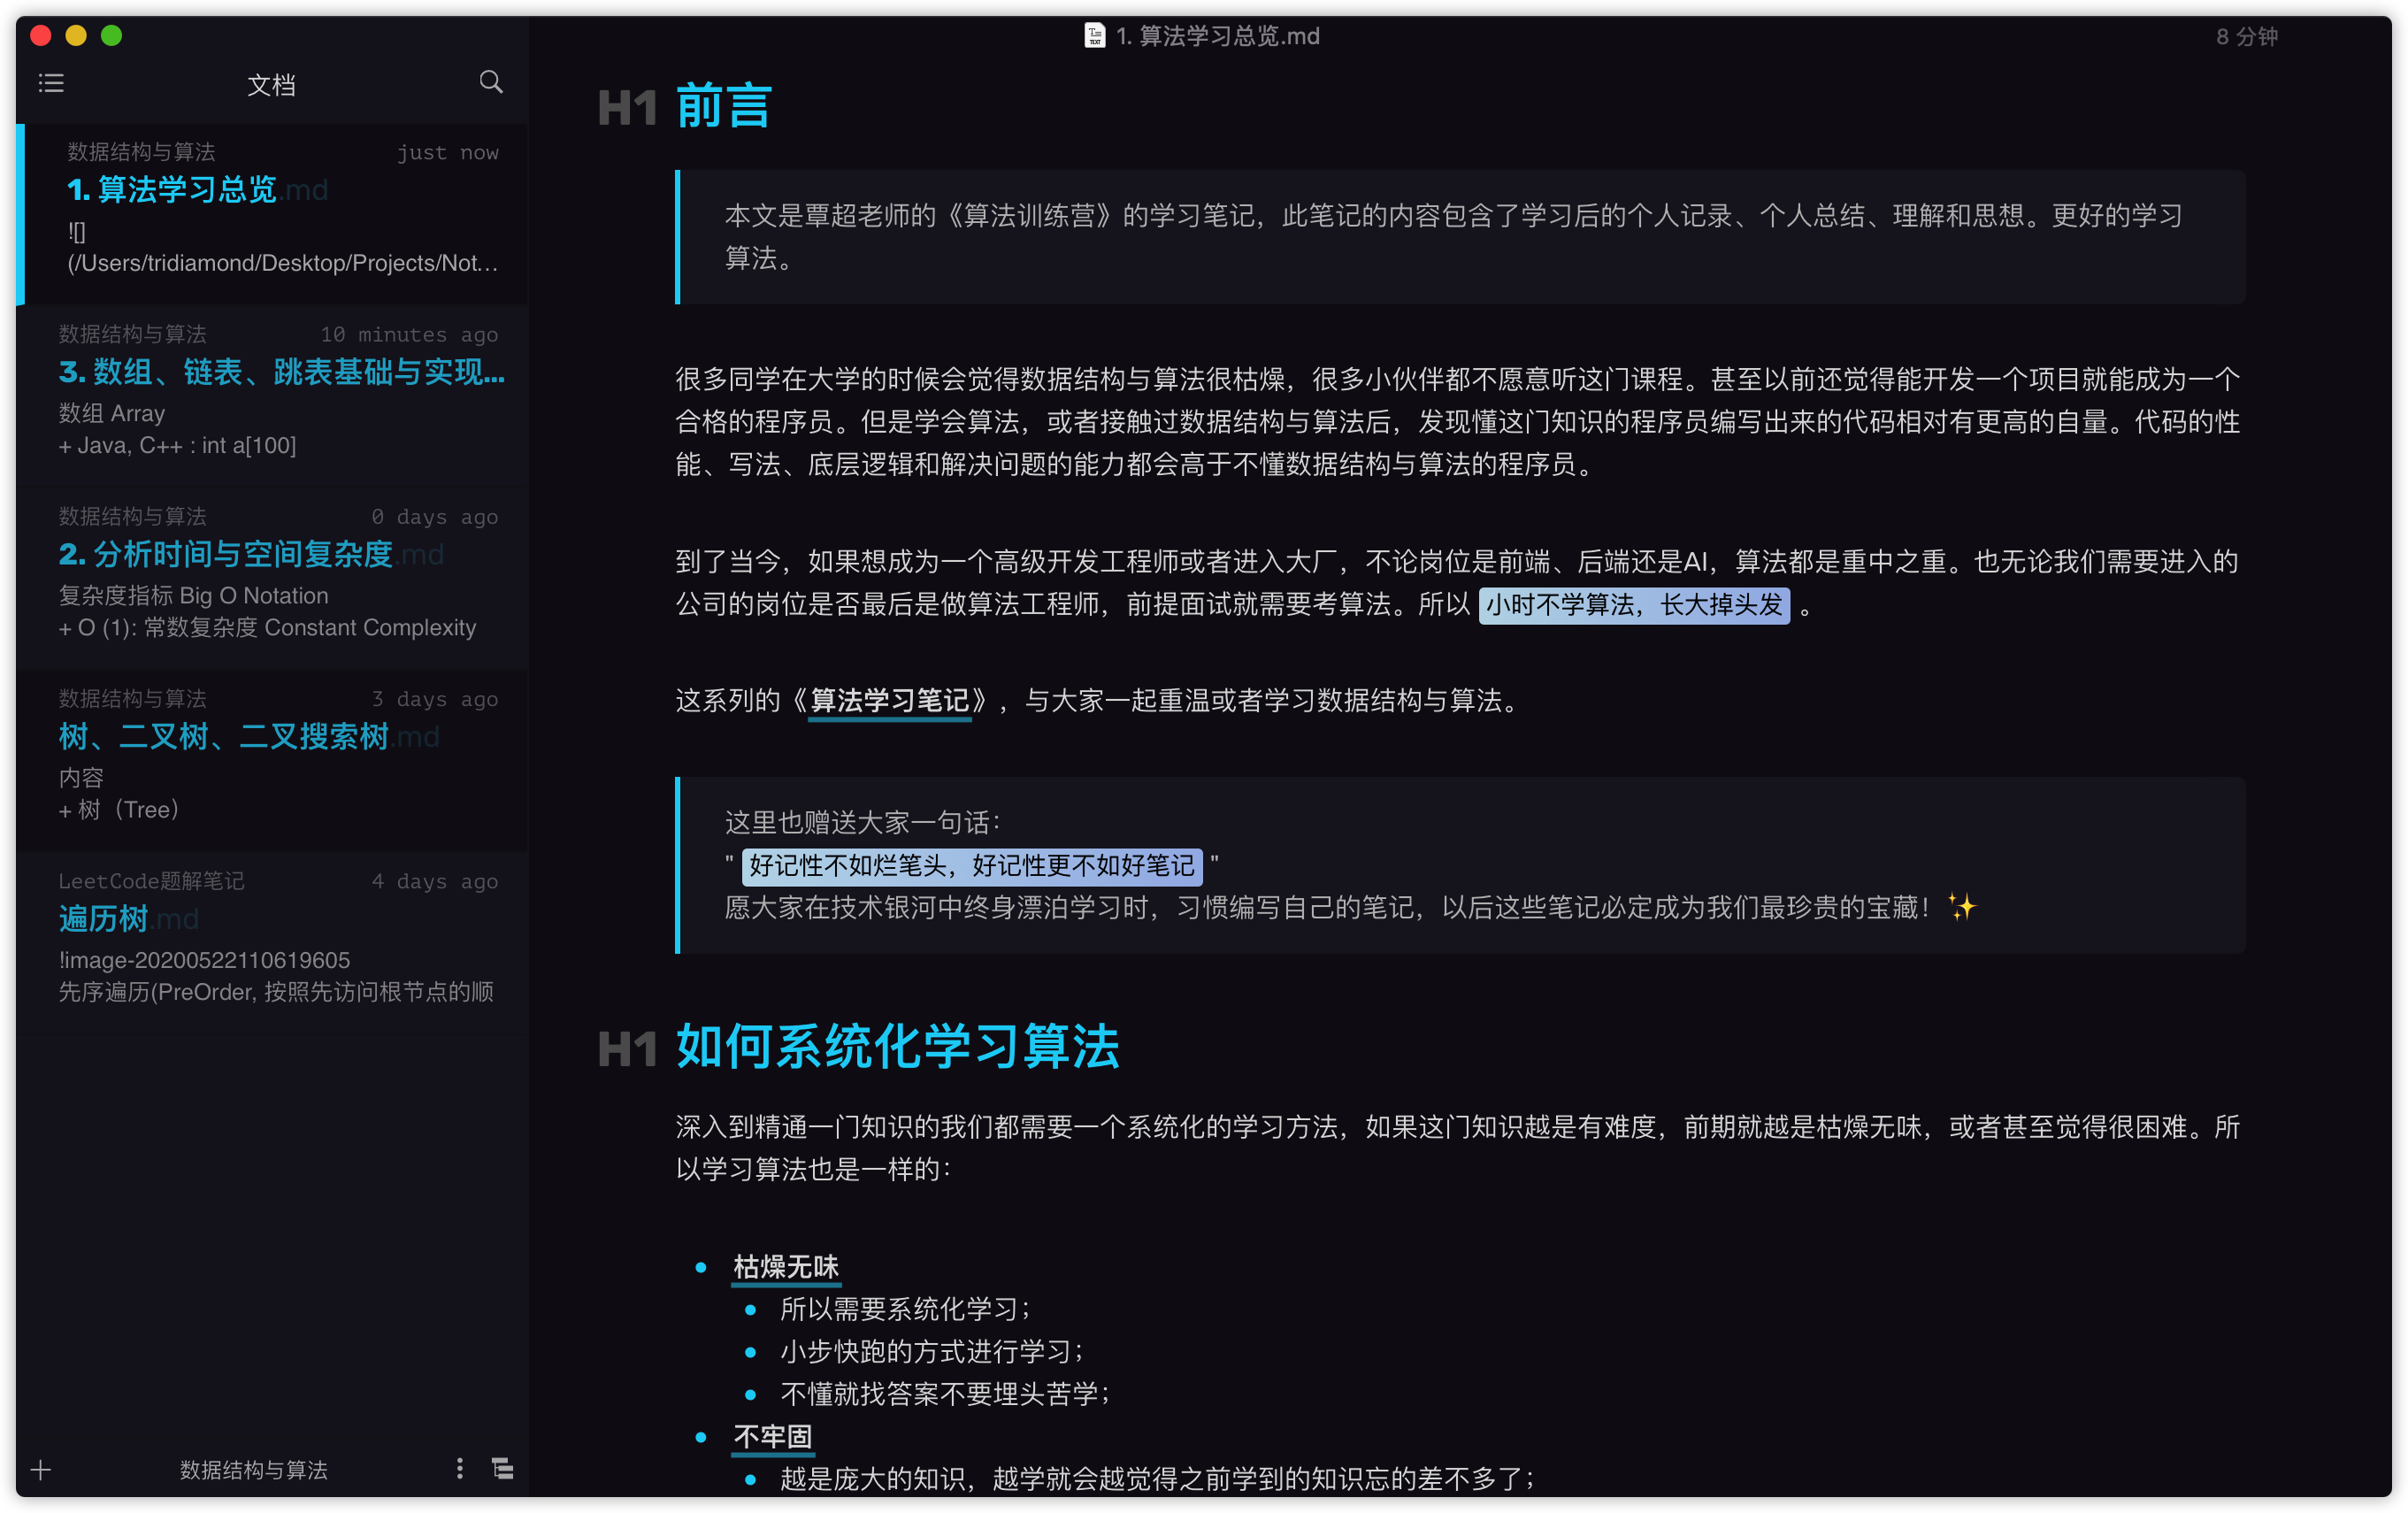 1. 算法学习总览.md
8 分钟
文档
数据结构与算法 just now
1. 算法学习总览.md
![]
(/Users/tridiamond/Desktop/Projects/Not...
数据结构与算法 10 minutes ago
3. 数组、链表、跳表基础与实现...
数组 Array
+ Java, C++ : int a[100]
数据结构与算法 0 days ago
2. 分析时间与空间复杂度.md
复杂度指标 Big O Notation
+ O (1): 常数复杂度 Constant Complexity
数据结构与算法 3 days ago
树、二叉树、二叉搜索树.md
内容
+ 树（Tree）
LeetCode题解笔记 4 days ago
遍历树.md
!image-20200522110619605
先序遍历(PreOrder, 按照先访问根节点的顺
数据结构与算法
H1 前言
本文是覃超老师的《算法训练营》的学习笔记，此笔记的内容包含了学习后的个人记录、个人总结、理解和思想。更好的学习
算法。
很多同学在大学的时候会觉得数据结构与算法很枯燥，很多小伙伴都不愿意听这门课程。甚至以前还觉得能开发一个项目就能成为一个
合格的程序员。但是学会算法，或者接触过数据结构与算法后，发现懂这门知识的程序员编写出来的代码相对有更高的自量。代码的性
能、写法、底层逻辑和解决问题的能力都会高于不懂数据结构与算法的程序员。
到了当今，如果想成为一个高级开发工程师或者进入大厂，不论岗位是前端、后端还是AI，算法都是重中之重。也无论我们需要进入的
公司的岗位是否最后是做算法工程师，前提面试就需要考算法。所以 小时不学算法，长大掉头发 。
这系列的《算法学习笔记》，与大家一起重温或者学习数据结构与算法。
这里也赠送大家一句话：
" 好记性不如烂笔头，好记性更不如好笔记 "
愿大家在技术银河中终身漂泊学习时，习惯编写自己的笔记，以后这些笔记必定成为我们最珍贵的宝藏！✨
H1 如何系统化学习算法
深入到精通一门知识的我们都需要一个系统化的学习方法，如果这门知识越是有难度，前期就越是枯燥无味，或者甚至觉得很困难。所
以学习算法也是一样的：
枯燥无味
所以需要系统化学习；
小步快跑的方式进行学习；
不懂就找答案不要埋头苦学；
不牢固
越是庞大的知识，越学就会越觉得之前学到的知识忘的差不多了；